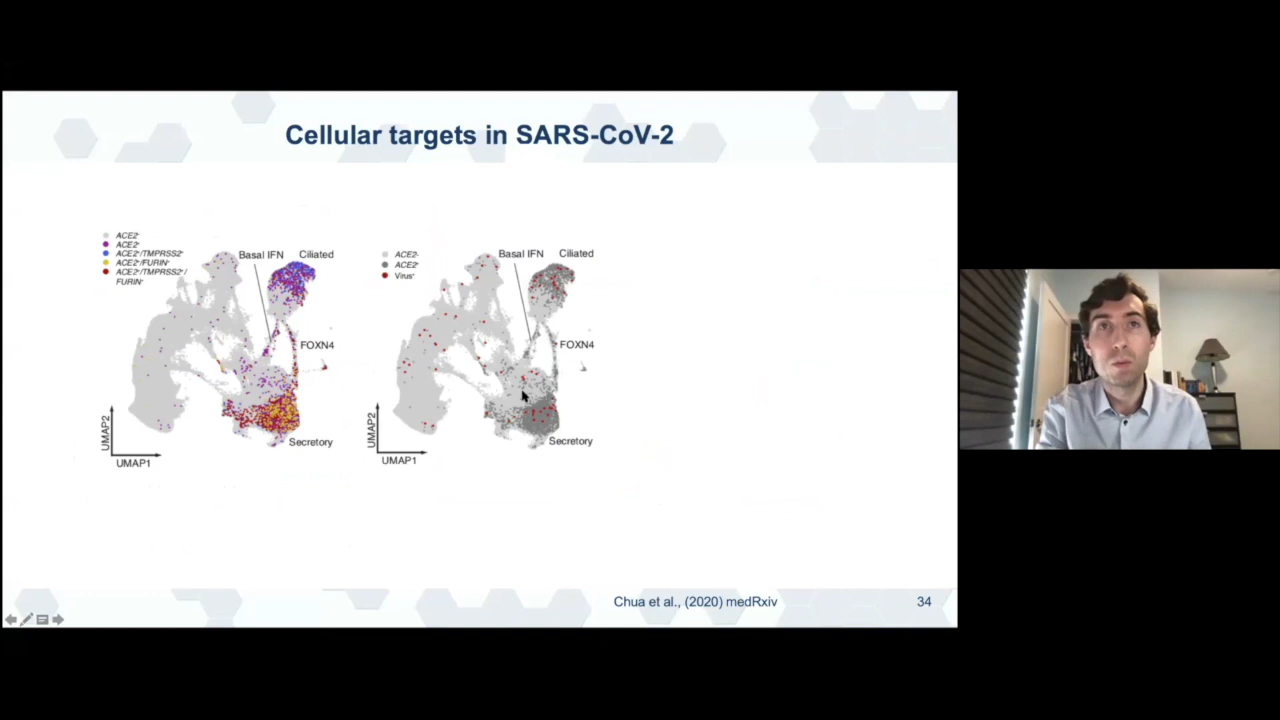 Cellular targets in SARS-CoV-2
ACE2-
ACE2+
ACE2+/TMPRSS2+
ACE2+/FURIN+
ACE2+/TMPRSS2+/
FURIN+
Basal IFN
Ciliated
FOXN4
Secretory
UMAP2
UMAP1
ACE2-
ACE2+
Virus+
Basal IFN
Ciliated
FOXN4
Secretory
UMAP2
UMAP1
Chua et al., (2020) medRxiv
34